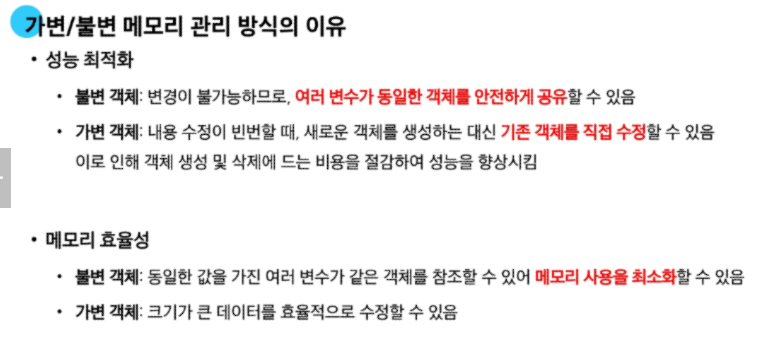 가변/불변 메모리 관리 방식의 이유
• 성능 최적화
• 불변 객체: 변경이 불가능하므로, 여러 변수가 동일한 객체를 안전하게 공유할 수 있음
• 가변 객체: 내용 수정이 빈번할 때, 새로운 객체를 생성하는 대신 기존 객체를 직접 수정할 수 있음
이로 인해 객체 생성 및 삭제에 드는 비용을 절감하여 성능을 향상시킴
• 메모리 효율성
• 불변 객체: 동일한 값을 가진 여러 변수가 같은 객체를 참조할 수 있어 메모리 사용을 최소화할 수 있음
• 가변 객체: 크기가 큰 데이터를 효율적으로 수정할 수 있음